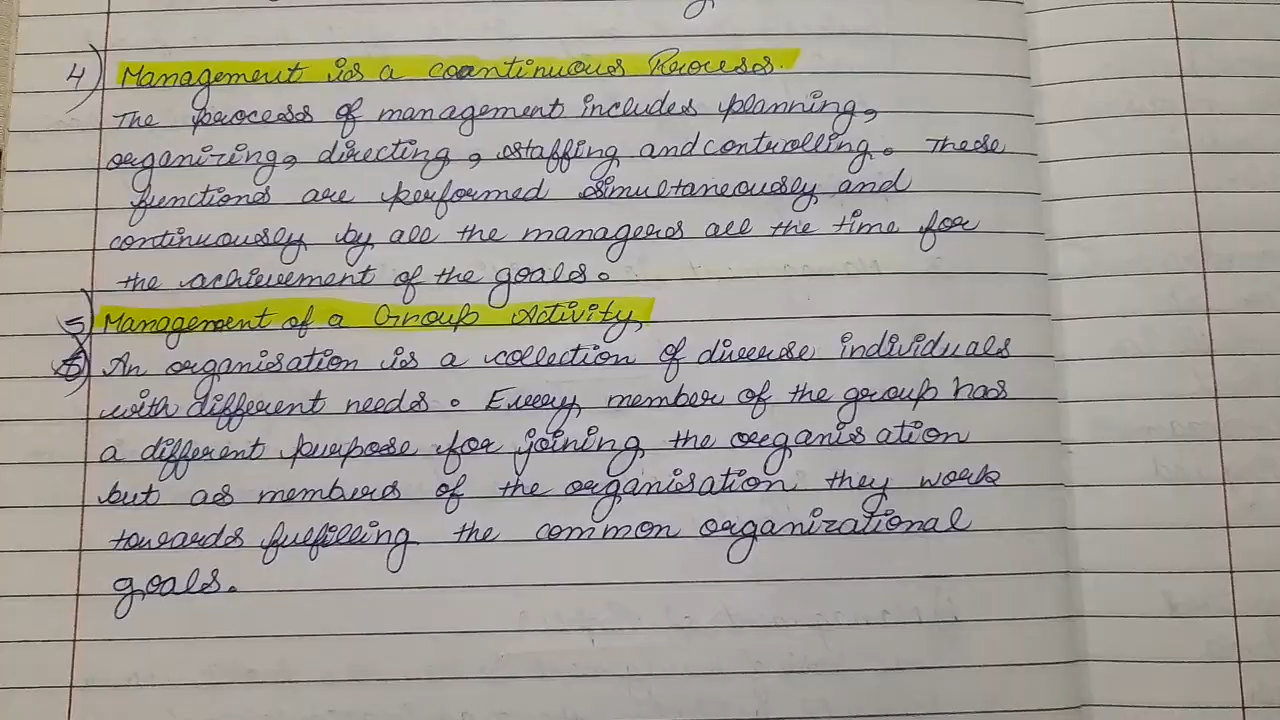 4) Management is a continuous Process.
The process of management includes planning,
organizing, directing, staffing and controlling. These
functions are performed simultaneously and
continuously by all the managers all the time for
the achievement of the goals.
5) Management of a Group Activity
An organisation is a collection of diverse individuals
with different needs. Every member of the group has
a different purpose for joining the organisation
but as members of the organisation they work
towards fulfilling the common organizational
goals.